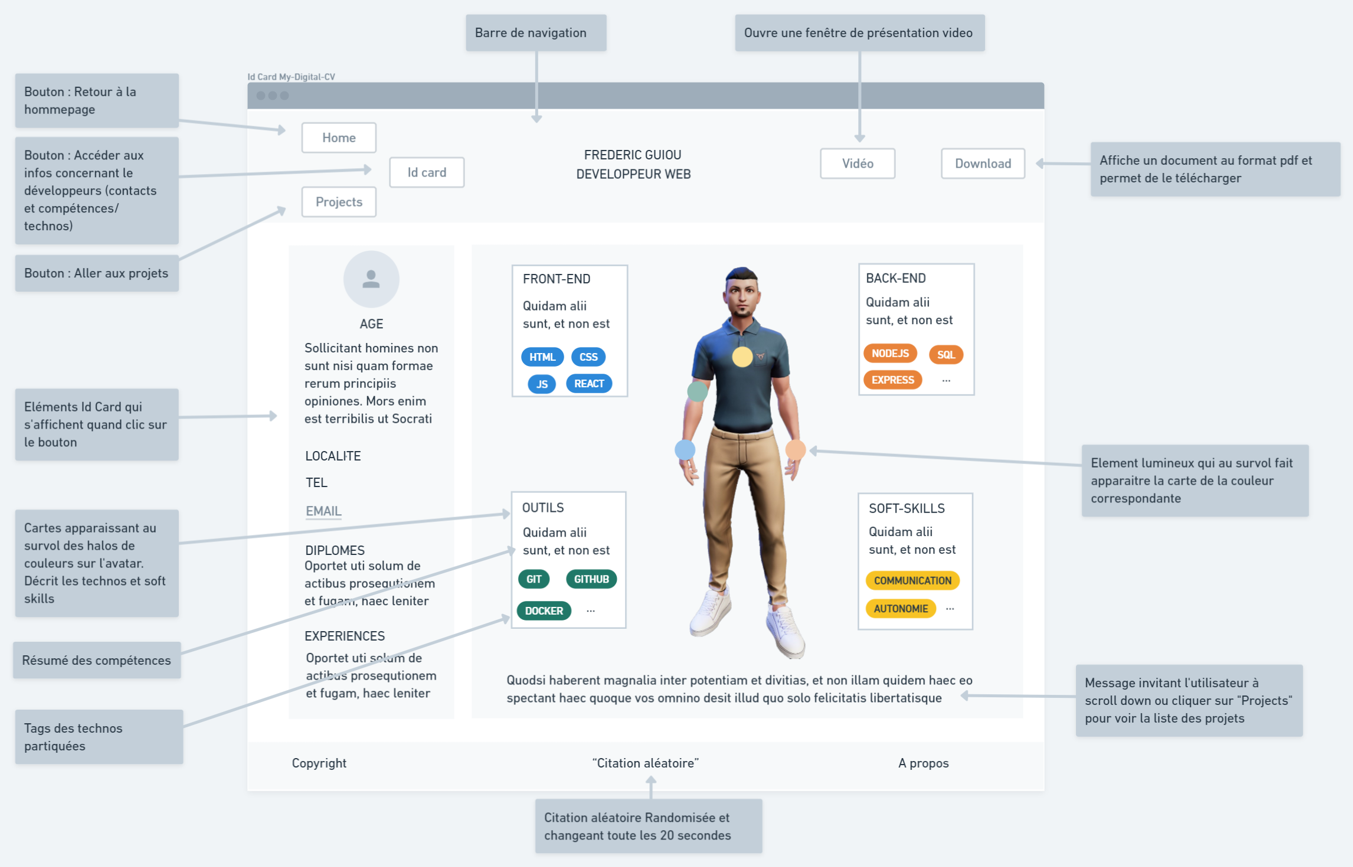 Barre de navigation
Ouvre une fenêtre de présentation video
Id Card My-Digital-CV
Bouton : Retour à la
hommepage
Bouton : Accéder aux
infos concernant le
développeurs (contacts
et compétences/
technos)
Bouton : Aller aux projets
Home
Id card
Projects
FREDERIC GUIOU
DEVELOPPEUR WEB
Vidéo
Download
Affiche un document au format pdf et
permet de le télécharger
AGE
Sollicitant homines non
sunt nisi quam formae
rerum principiis
opiniones. Mors enim
est terribilis ut Socrati
LOCALITE
TEL
EMAIL
DIPLOMES
Oportet uti solum de
actibus prosequtionem
et fugam, haec leniter
EXPERIENCES
Oportet uti solum de
actibus prosequtionem
et fugam, haec leniter
FRONT-END
Quidam alii
sunt, et non est
HTML
CSS
JS
REACT
BACK-END
Quidam alii
sunt, et non est
NODEJS
SQL
EXPRESS
...
OUTILS
Quidam alii
sunt, et non est
GIT
GITHUB
DOCKER
...
SOFT-SKILLS
Quidam alii
sunt, et non est
COMMUNICATION
AUTONOMIE
...
Quodsi haberent magnalia inter potentiam et divitias, et non illam quidem haec eo
spectant haec quoque vos omnino desit illud quo solo felicitatis libertatisque
Eléments Id Card qui
s'affichent quand clic sur
le bouton
Cartes apparaissant au
survol des halos de
couleurs sur l'avatar.
Décrit les technos et soft
skills
Résumé des compétences
Tags des technos
partiquées
Element lumineux qui au survol fait
apparaitre la carte de la couleur
correspondante
Message invitant l'utilisateur à
scroll down ou cliquer sur "Projects"
pour voir la liste des projets
Copyright
“Citation aléatoire”
A propos
Citation aléatoire Randomisée et
changeant toute les 20 secondes